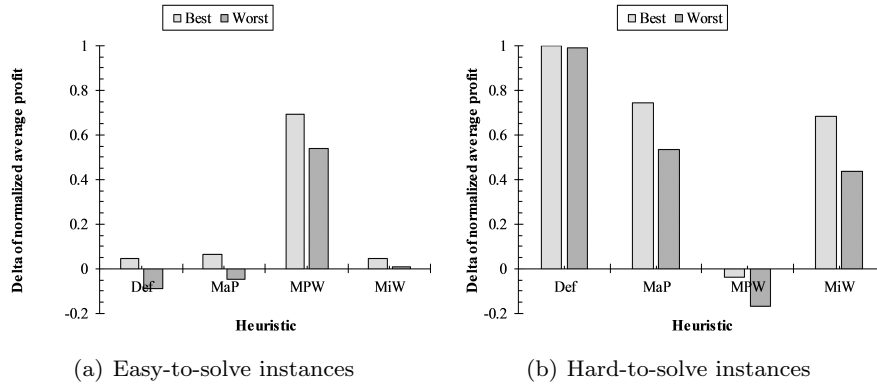 Best Worst
Delta of normalized average profit
1
0.8
0.6
0.4
0.2
0
-0.2
Def MaP MPW MiW
Heuristic
(a) Easy-to-solve instances
Best Worst
Delta of normalized average profit
1
0.8
0.6
0.4
0.2
0
-0.2
Def MaP MPW MiW
Heuristic
(b) Hard-to-solve instances